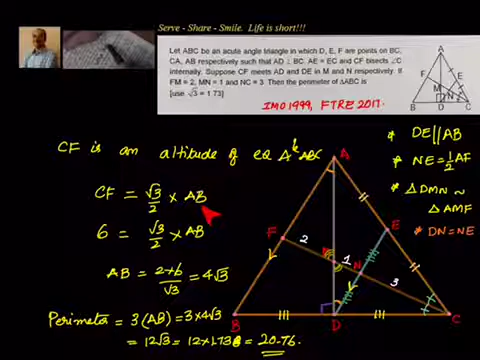 Serve - Share - Smile. Life is short!!!
Let ABC be an acute angle triangle in which D, E, F are points on BC,
CA, AB respectively such that AD ⊥ BC. AE = EC and CF bisects ∠C
internally. Suppose CF meets AD and DE in M and N respectively. If
FM = 2, MN = 1 and NC = 3. Then the perimeter of ΔABC is
[use √3 = 1.73]
IMO 1999, FTRE 2017.
A
F
E
M
N
B
D
C
CF is an altitude of eq Δle ABC
CF = √3/2 × AB
6 = √3/2 × AB
AB = 2×6/√3 = 4√3
Perimeter = 3(AB) = 3×4√3
= 12√3 = 12×1.73 = 20.76.
* DE||AB
* NE = 1/2 AF
* ΔDMN ~
ΔAMF
* DN = NE
A
E
F
2
1
N
3
B
D
C